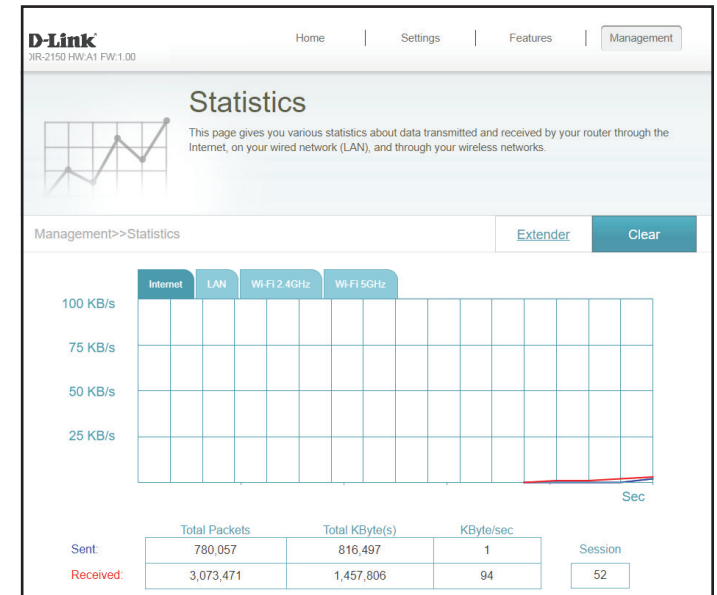 D-Link
DIR-2150 HW:A1 FW:1.00
Home | Settings | Features | Management
Statistics
This page gives you various statistics about data transmitted and received by your router through the
Internet, on your wired network (LAN), and through your wireless networks.
Management>>Statistics
Extender
Clear
Internet LAN Wi-Fi 2.4GHz Wi-Fi 5GHz
100 KB/s
75 KB/s
50 KB/s
25 KB/s
Sec
Total Packets Total KByte(s) KByte/sec
Sent: 780,057 816,497 1 Session
Received: 3,073,471 1,457,806 94 52